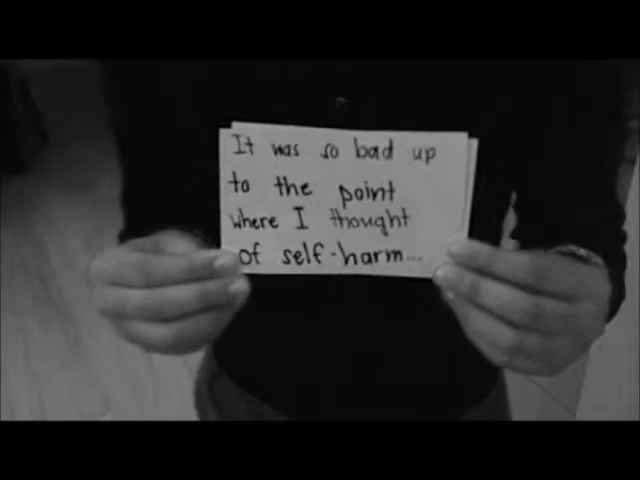 It was so bad up
to the point
where I thought
of self-harm...